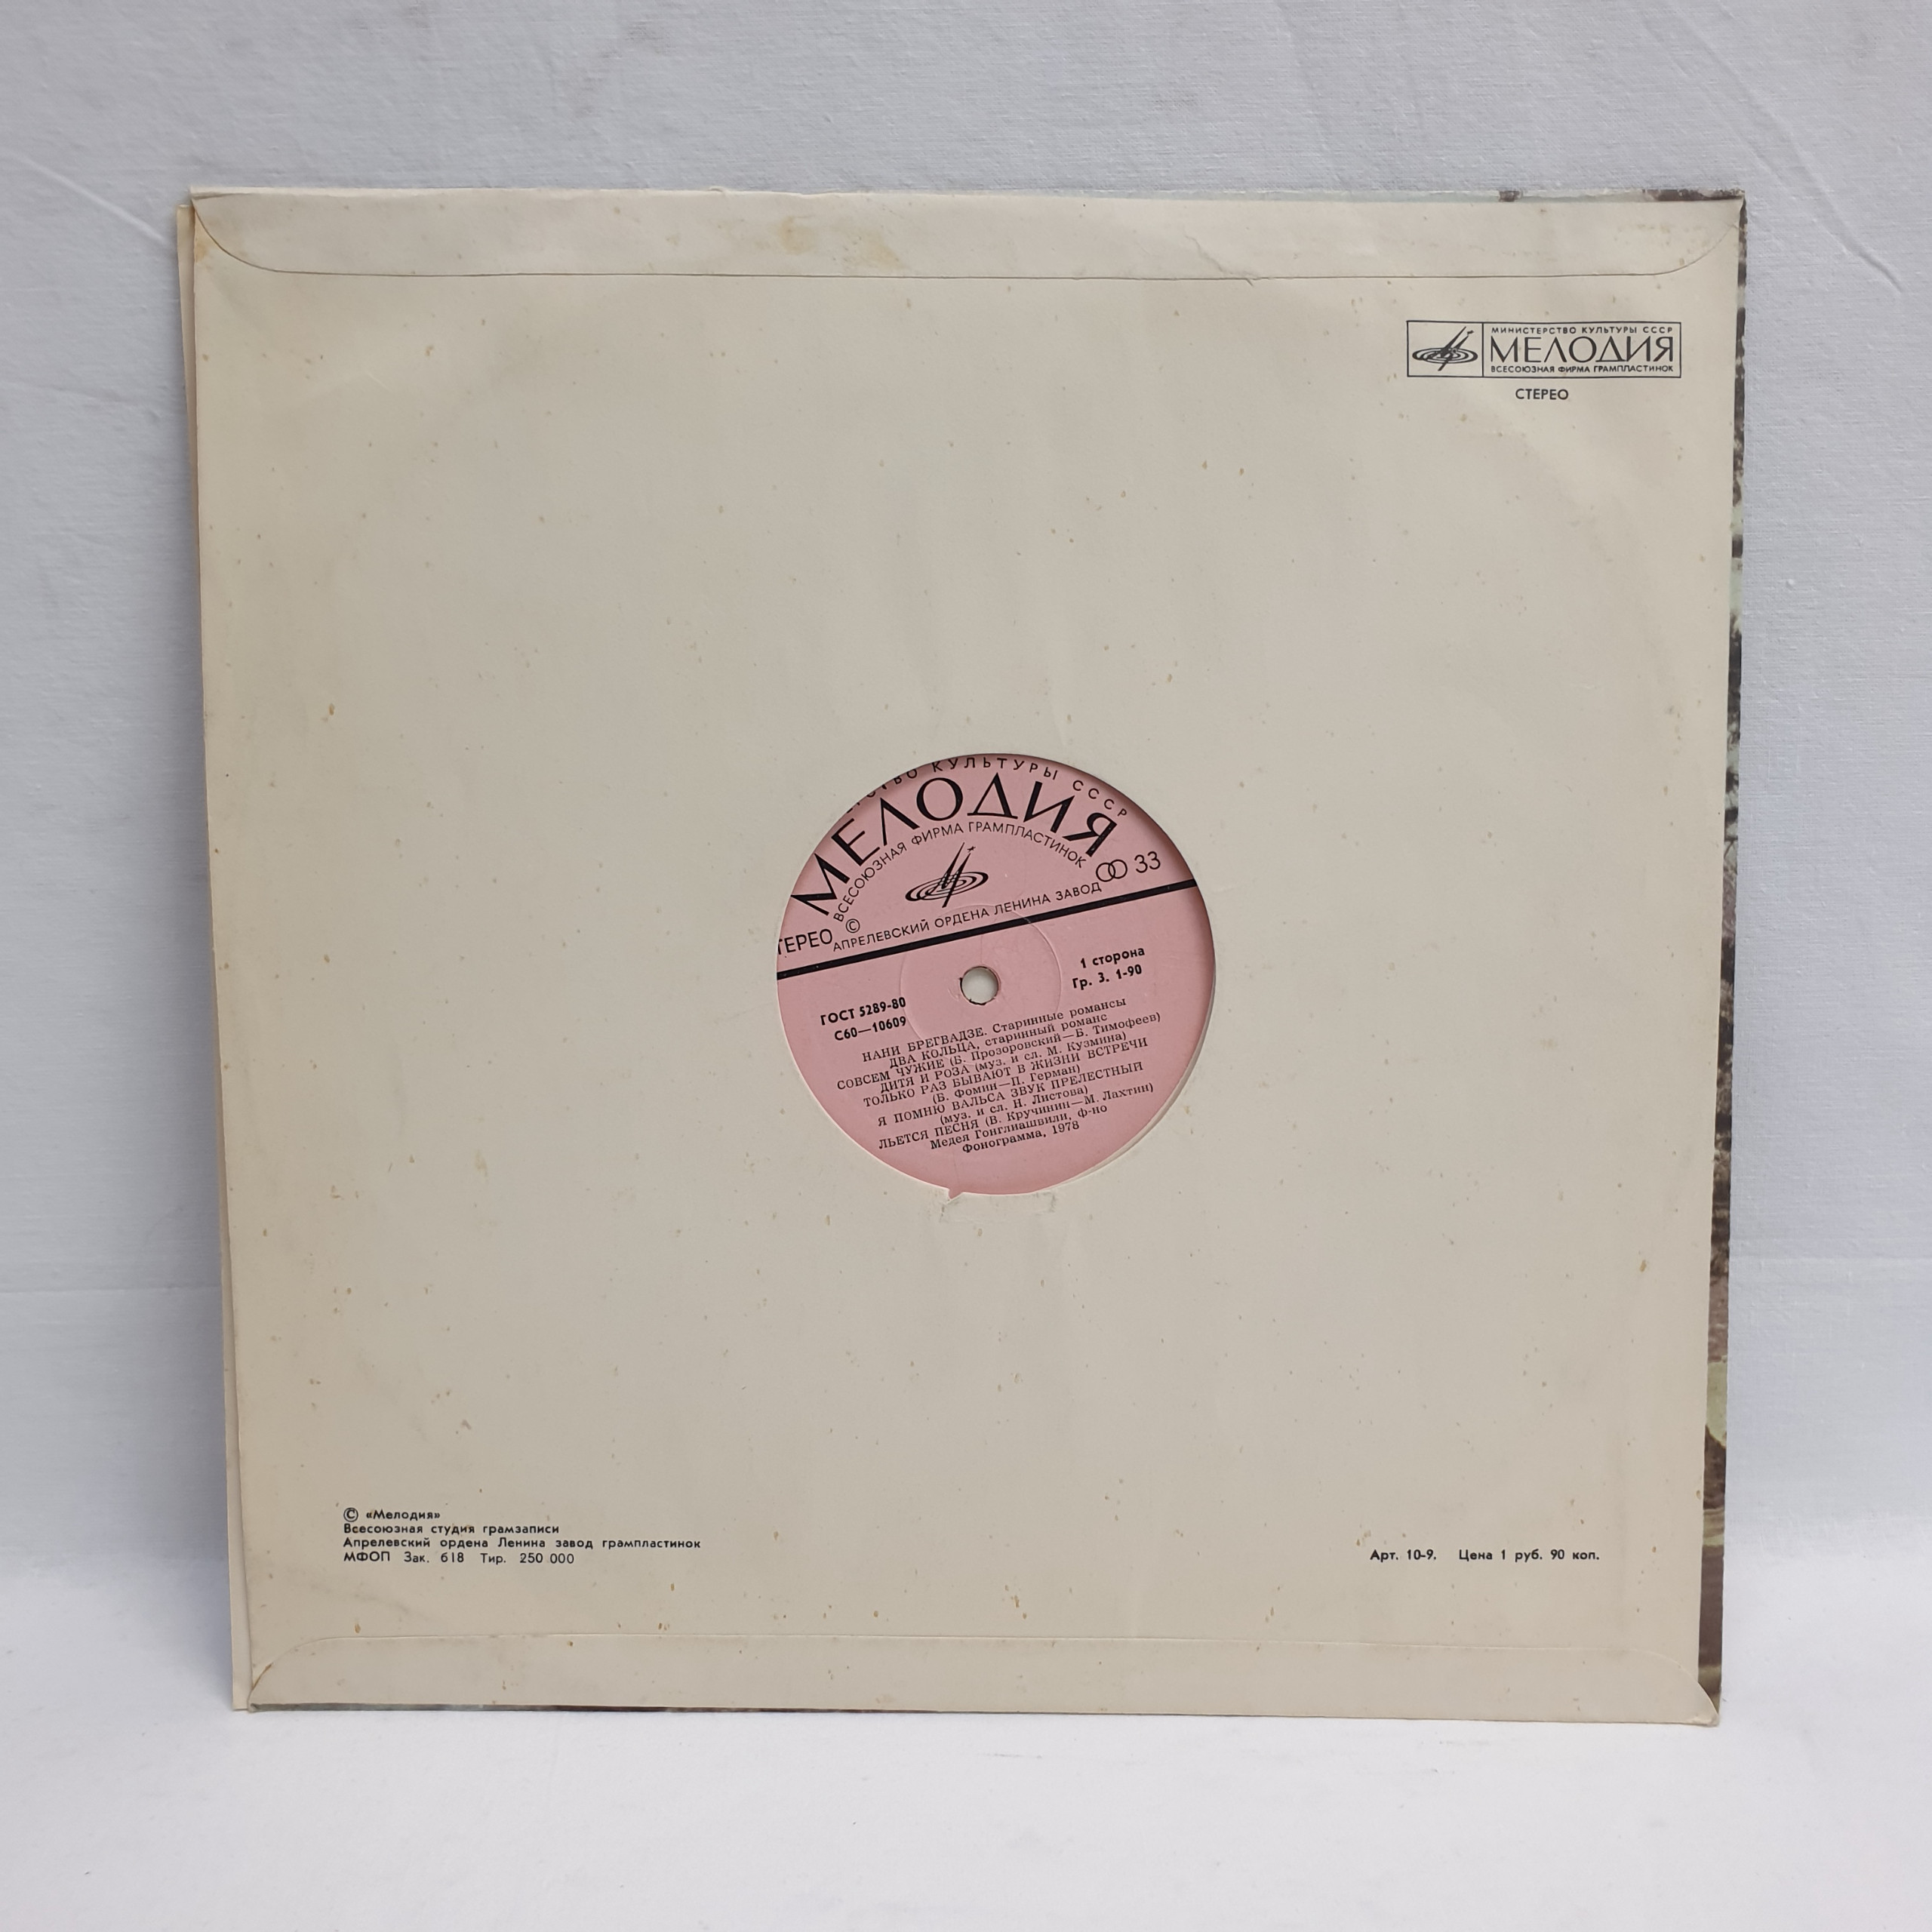 МИНИСТЕРСТВО КУЛЬТУРЫ СССР
МЕЛОДИЯ
ВСЕСОЮЗНАЯ ФИРМА ГРАМПЛАСТИНОК
СТЕРЕО
КУЛЬТУРЫ СССР
МЕЛОДИЯ
ВСЕСОЮЗНАЯ ФИРМА ГРАМПЛАСТИНОК
33
ТЕРЕО ©
АПРЕЛЕВСКИЙ ОРДЕНА ЛЕНИНА ЗАВОД
ГОСТ 5289-80
С60—10609
1 сторона
Гр. 3. 1-90
НАНИ БРЕГВАДЗЕ. Старинные романсы
ДВА КОЛЬЦА, старинный романс
СОВСЕМ ЧУЖИЕ (Б. Прозоровский—Б. Тимофеев)
ДИТЯ И РОЗА (муз. и сл. М. Кузмина)
ТОЛЬКО РАЗ БЫВАЮТ В ЖИЗНИ ВСТРЕЧИ
(Б. Фомин—П. Герман)
Я ПОМНЮ ВАЛЬСА ЗВУК ПРЕЛЕСТНЫЙ
(муз. и сл. Н. Листова)
ЛЬЕТСЯ ПЕСНЯ (В. Кручинин—М. Лахтин)
Медея Гонглиашвили, ф-но
Фонограмма, 1978
© «Мелодия»
Всесоюзная студия грамзаписи
Апрелевский ордена Ленина завод грампластинок
МФОП Зак. 618 Тир. 250 000
Арт. 10-9. Цена 1 руб. 90 коп.